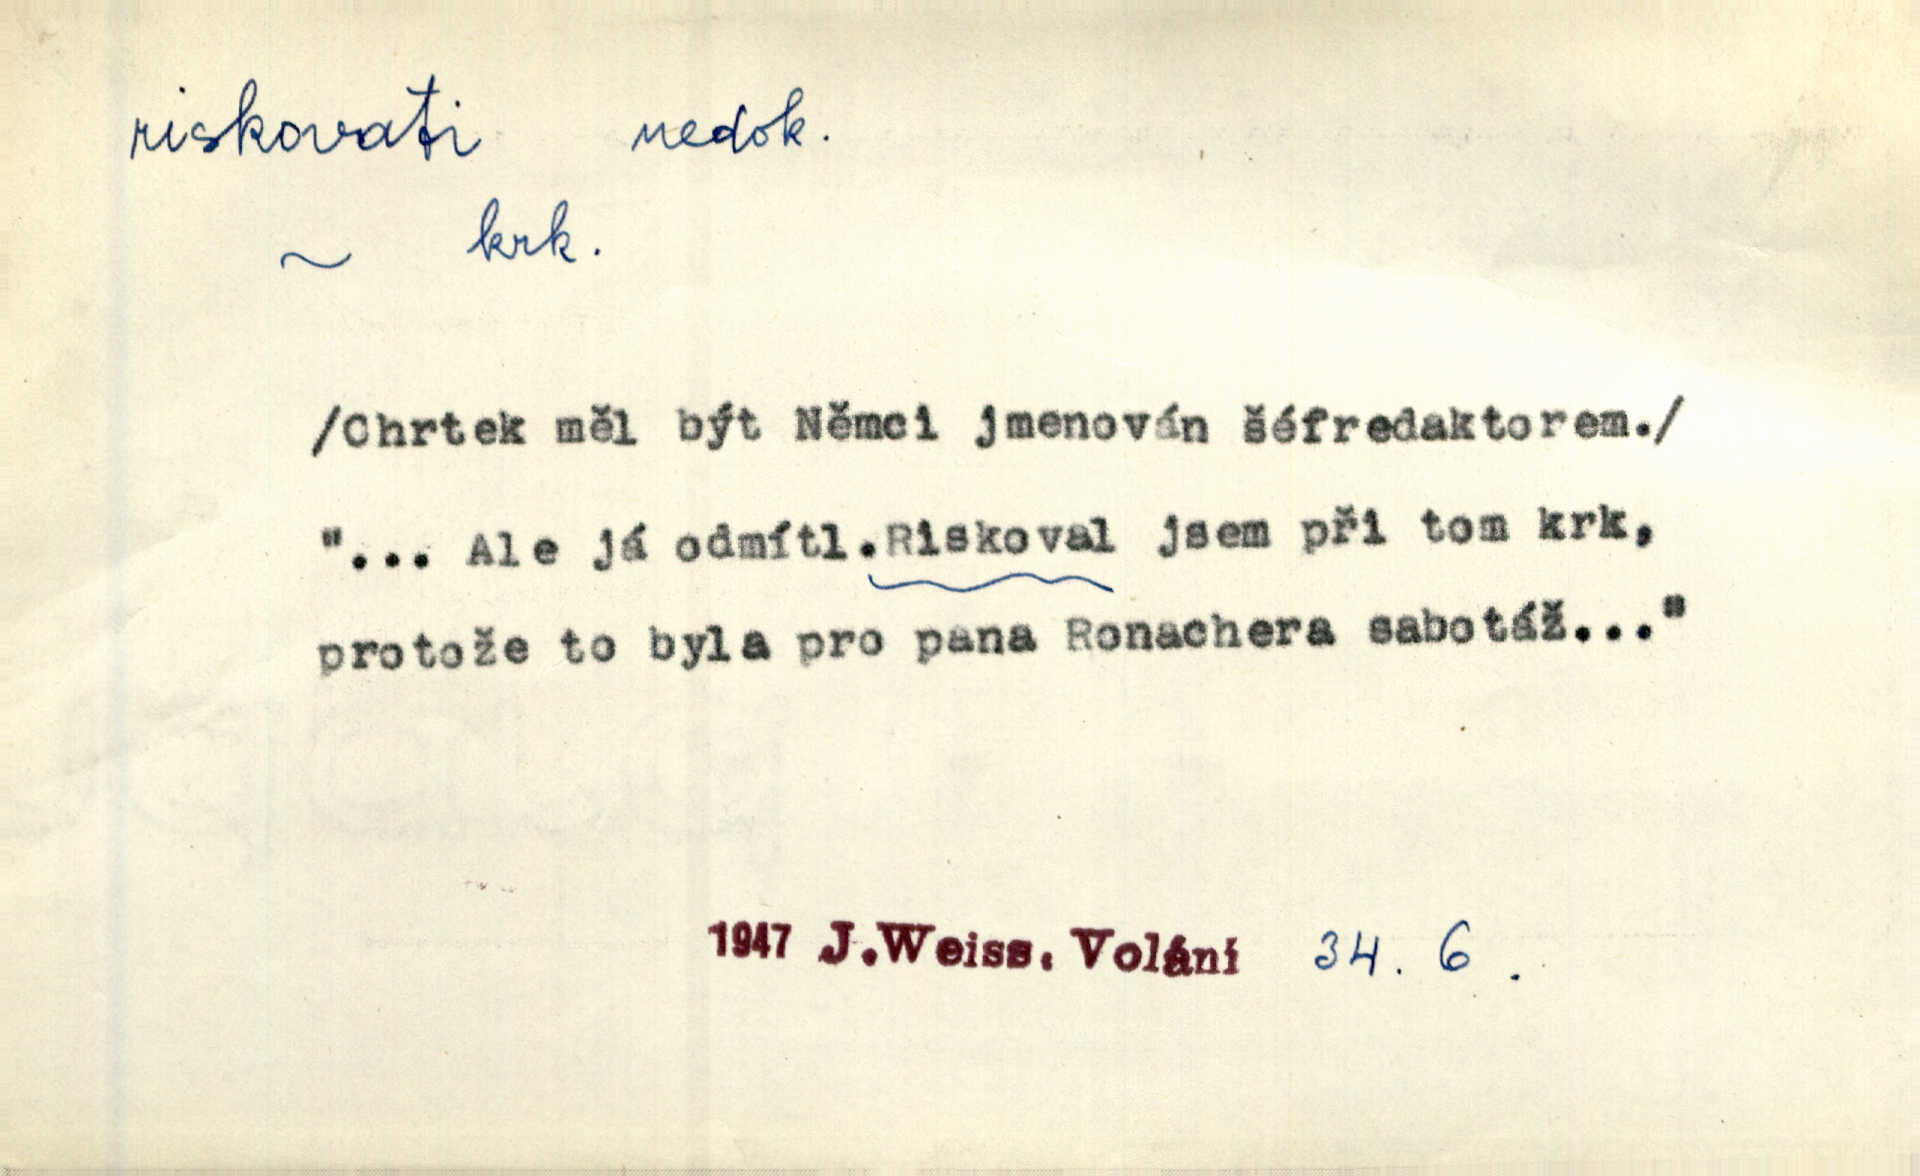 riskovati nedok.
~ krk.
/Chrtek měl být Němci jmenován šéfredaktorem./
"... Ale já odmítl.Riskoval jsem při tom krk,
protože to byla pro pana Ronachera sabotáž..."
1947 J.Weiss. Volání 34. 6.